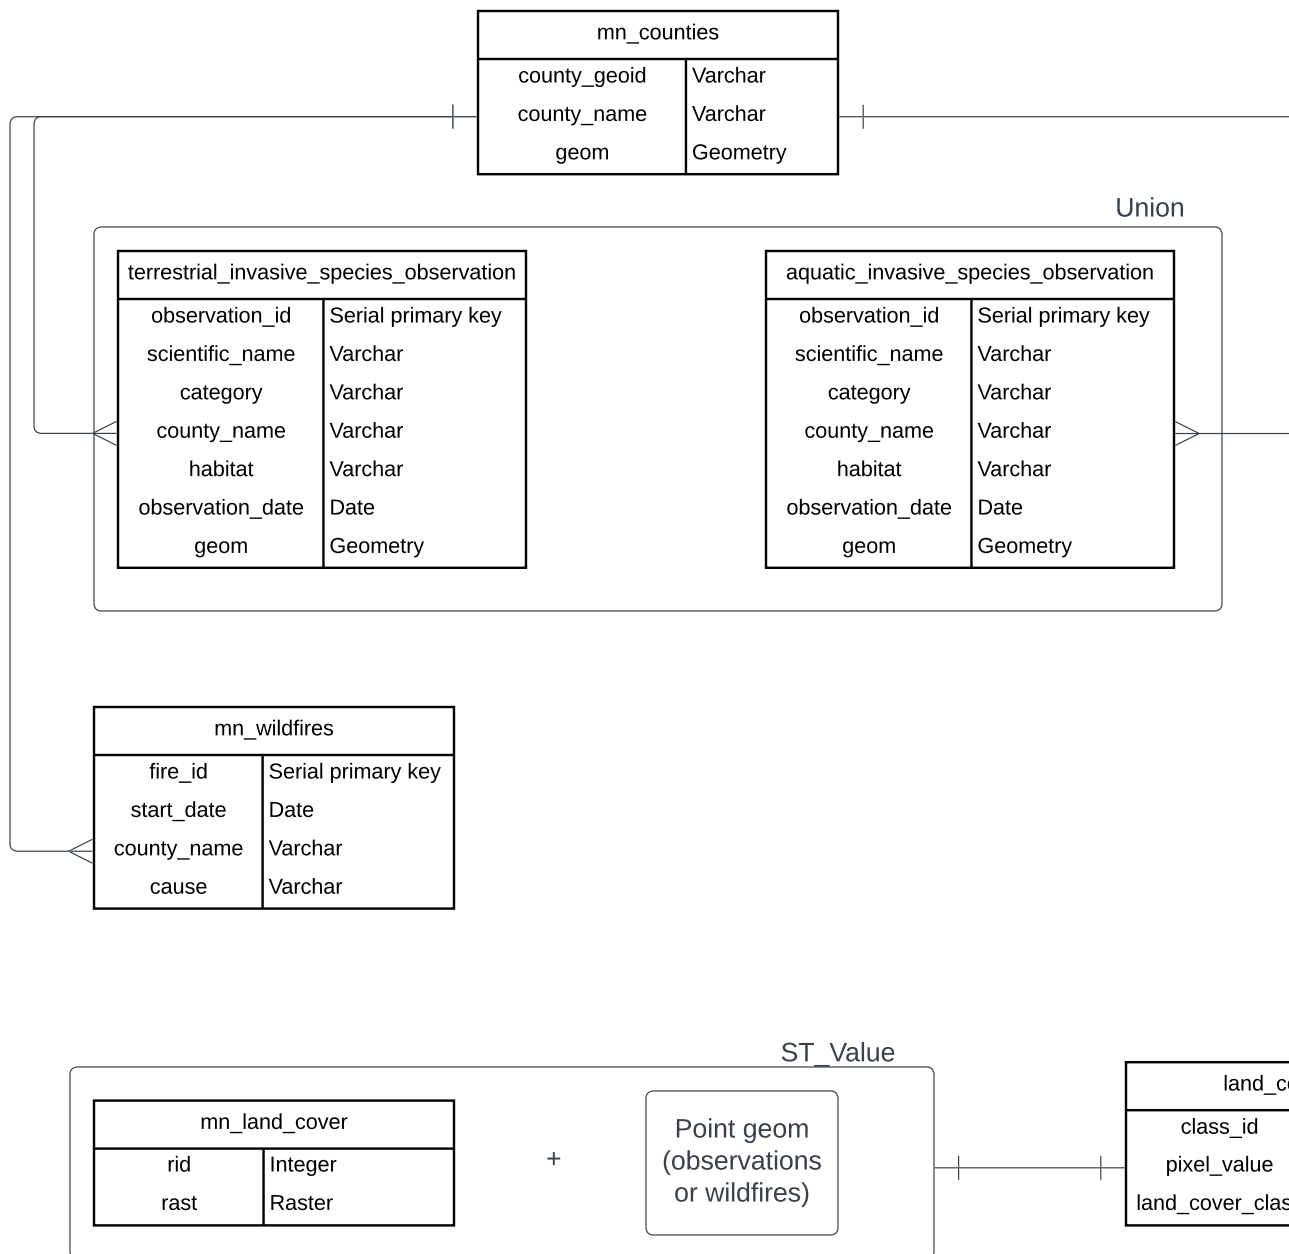 mn_counties
county_geoid Varchar
county_name Varchar
geom Geometry
Union
terrestrial_invasive_species_observation
observation_id Serial primary key
scientific_name Varchar
category Varchar
county_name Varchar
habitat Varchar
observation_date Date
geom Geometry
aquatic_invasive_species_observation
observation_id Serial primary key
scientific_name Varchar
category Varchar
county_name Varchar
habitat Varchar
observation_date Date
geom Geometry
mn_wildfires
fire_id Serial primary key
start_date Date
county_name Varchar
cause Varchar
ST_Value
mn_land_cover
rid Integer
rast Raster
+
Point geom
(observations
or wildfires)
class_id
pixel_value